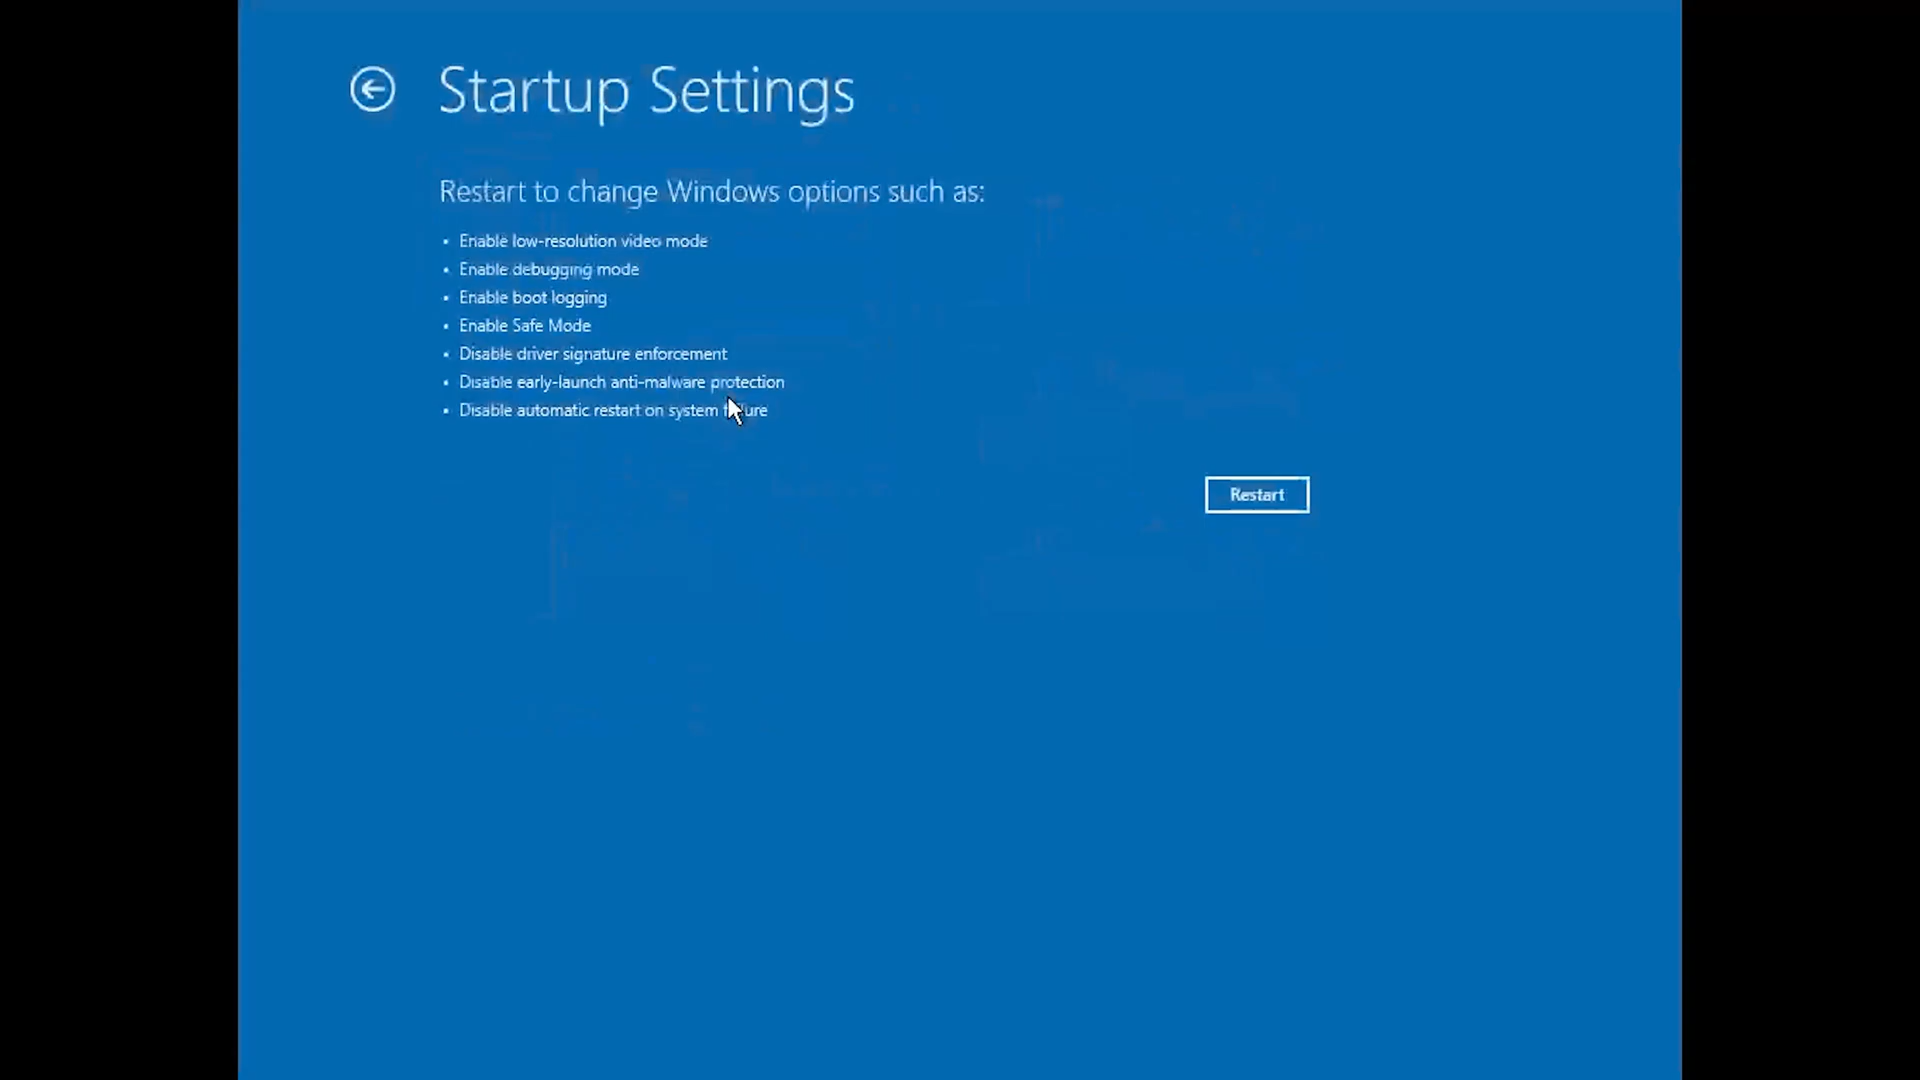 Startup Settings
Restart to change Windows options such as:
• Enable low-resolution video mode
• Enable debugging mode
• Enable boot logging
• Enable Safe Mode
• Disable driver signature enforcement
• Disable early-launch anti-malware protection
• Disable automatic restart on system failure
Restart